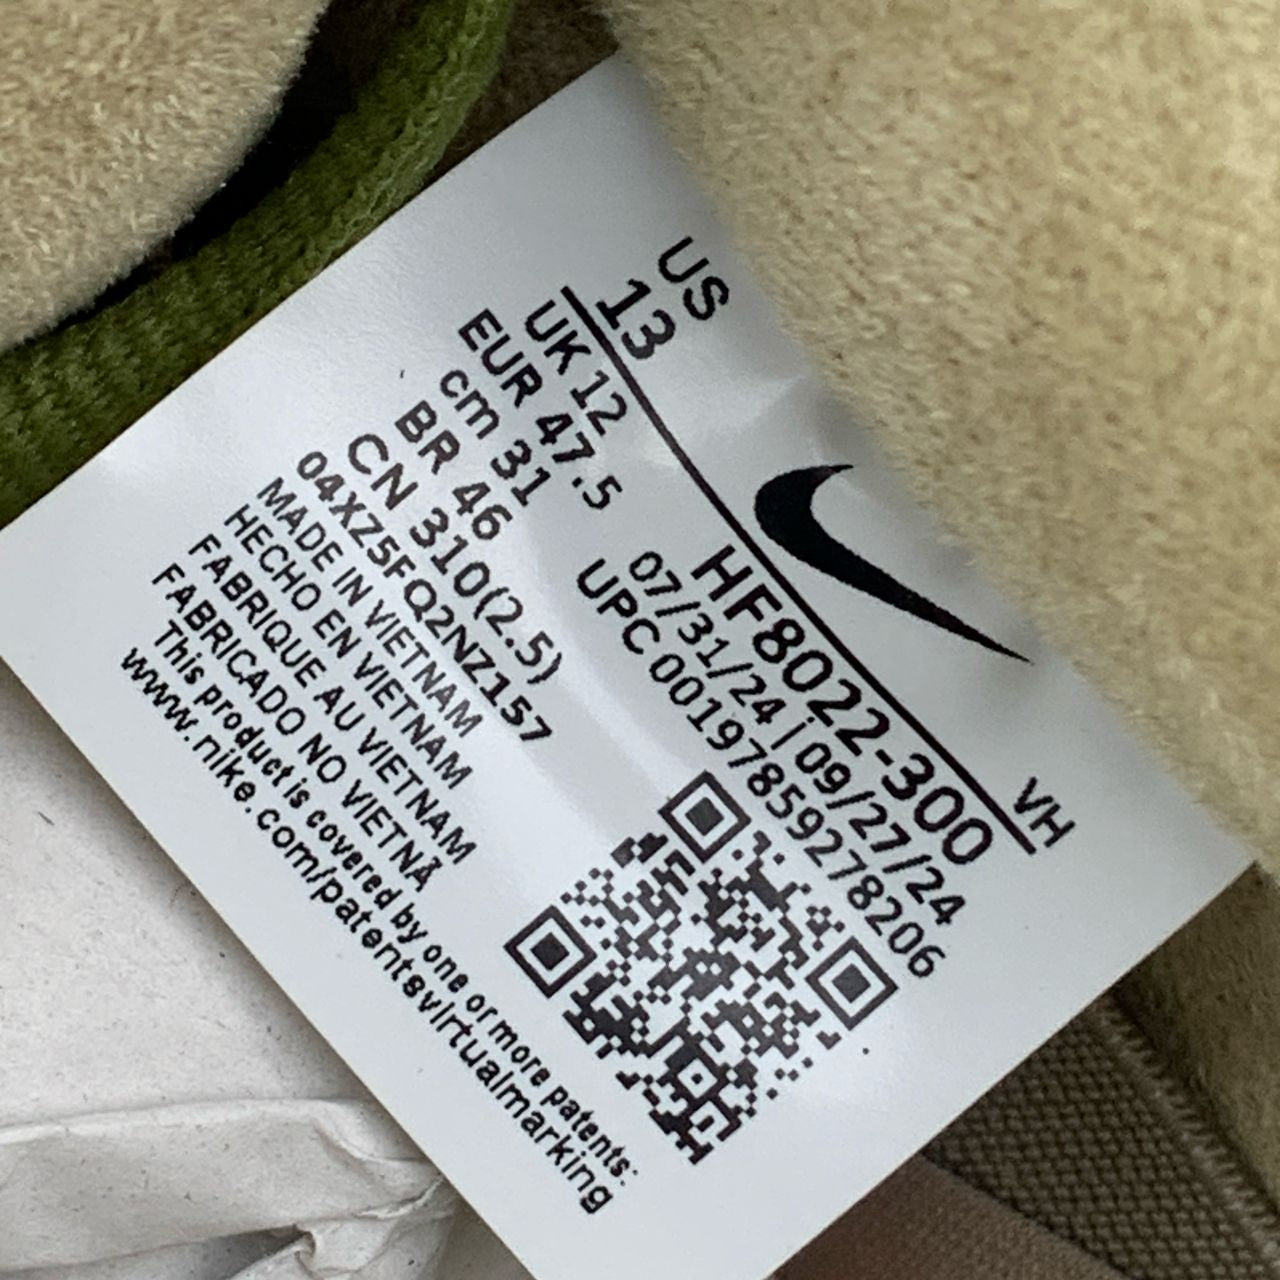 US
13
VH
UK 12
EUR 47.5
cm 31
BR 46
CN 310(2.5)
04XZ5FQ2NZ157
HF8022-300
07/31/24 | 09/27/24
UPC 00197859278206
MADE IN VIETNAM
HECHO EN VIETNAM
FABRIQUE AU VIETNAM
FABRICADO NO VIETNÃ
This product is covered by one or more patents:
www.nike.com/patentsvirtualmarking